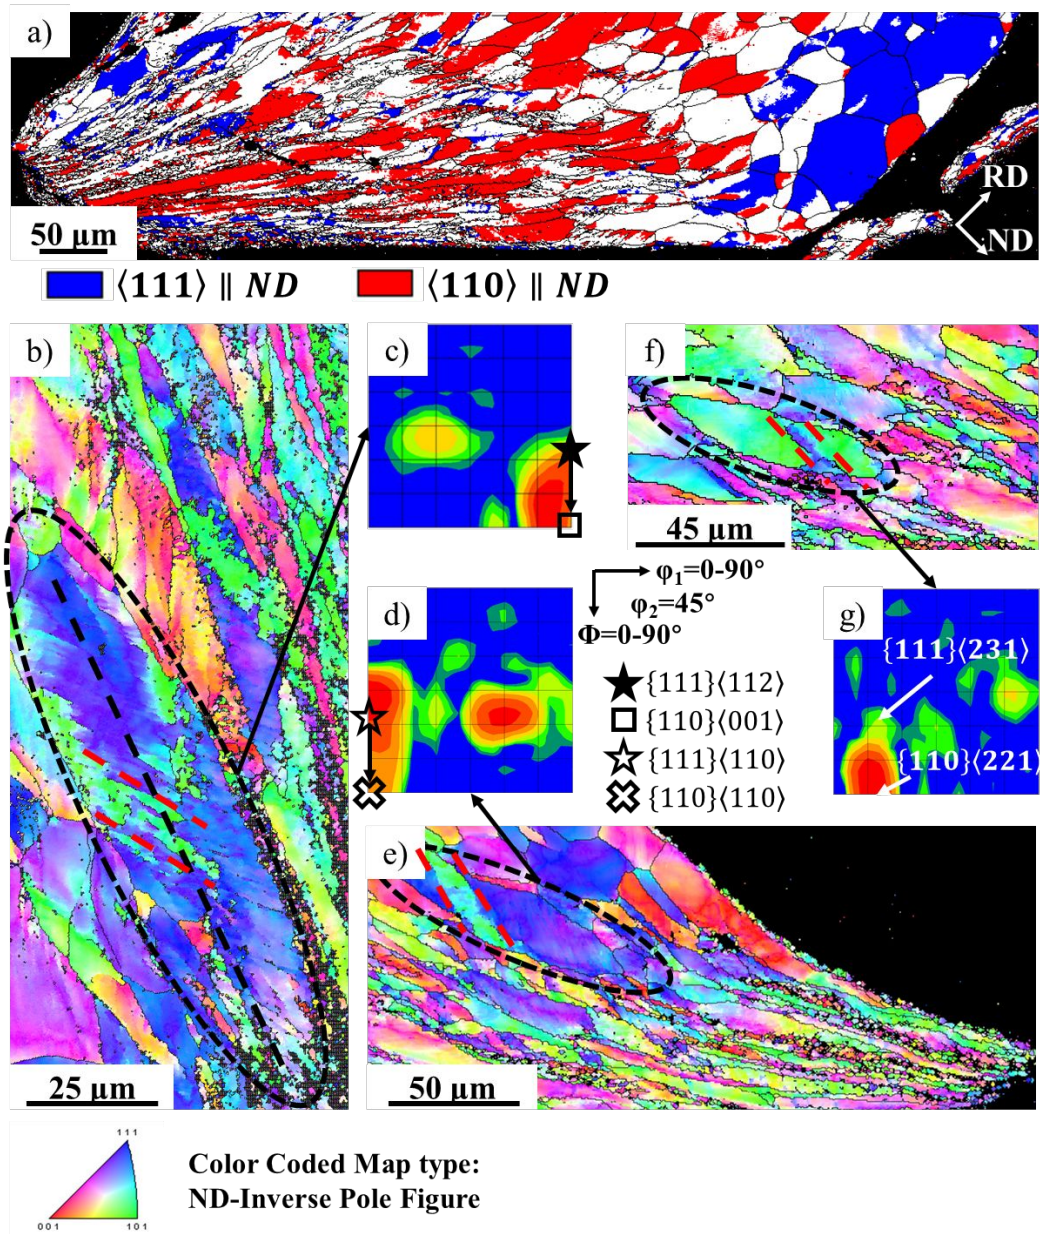 a)
RD
ND
50 µm
⟨111⟩ ∥ ND
⟨110⟩ ∥ ND
b)
c)
f)
45 µm
φ₁=0-90°
φ₂=45°
Φ=0-90°
d)
g)
{111}⟨231⟩
{110}⟨221⟩
{111}⟨112⟩
{110}⟨001⟩
{111}⟨110⟩
{110}⟨110⟩
e)
25 µm
50 µm
111
001
101
Color Coded Map type:
ND-Inverse Pole Figure